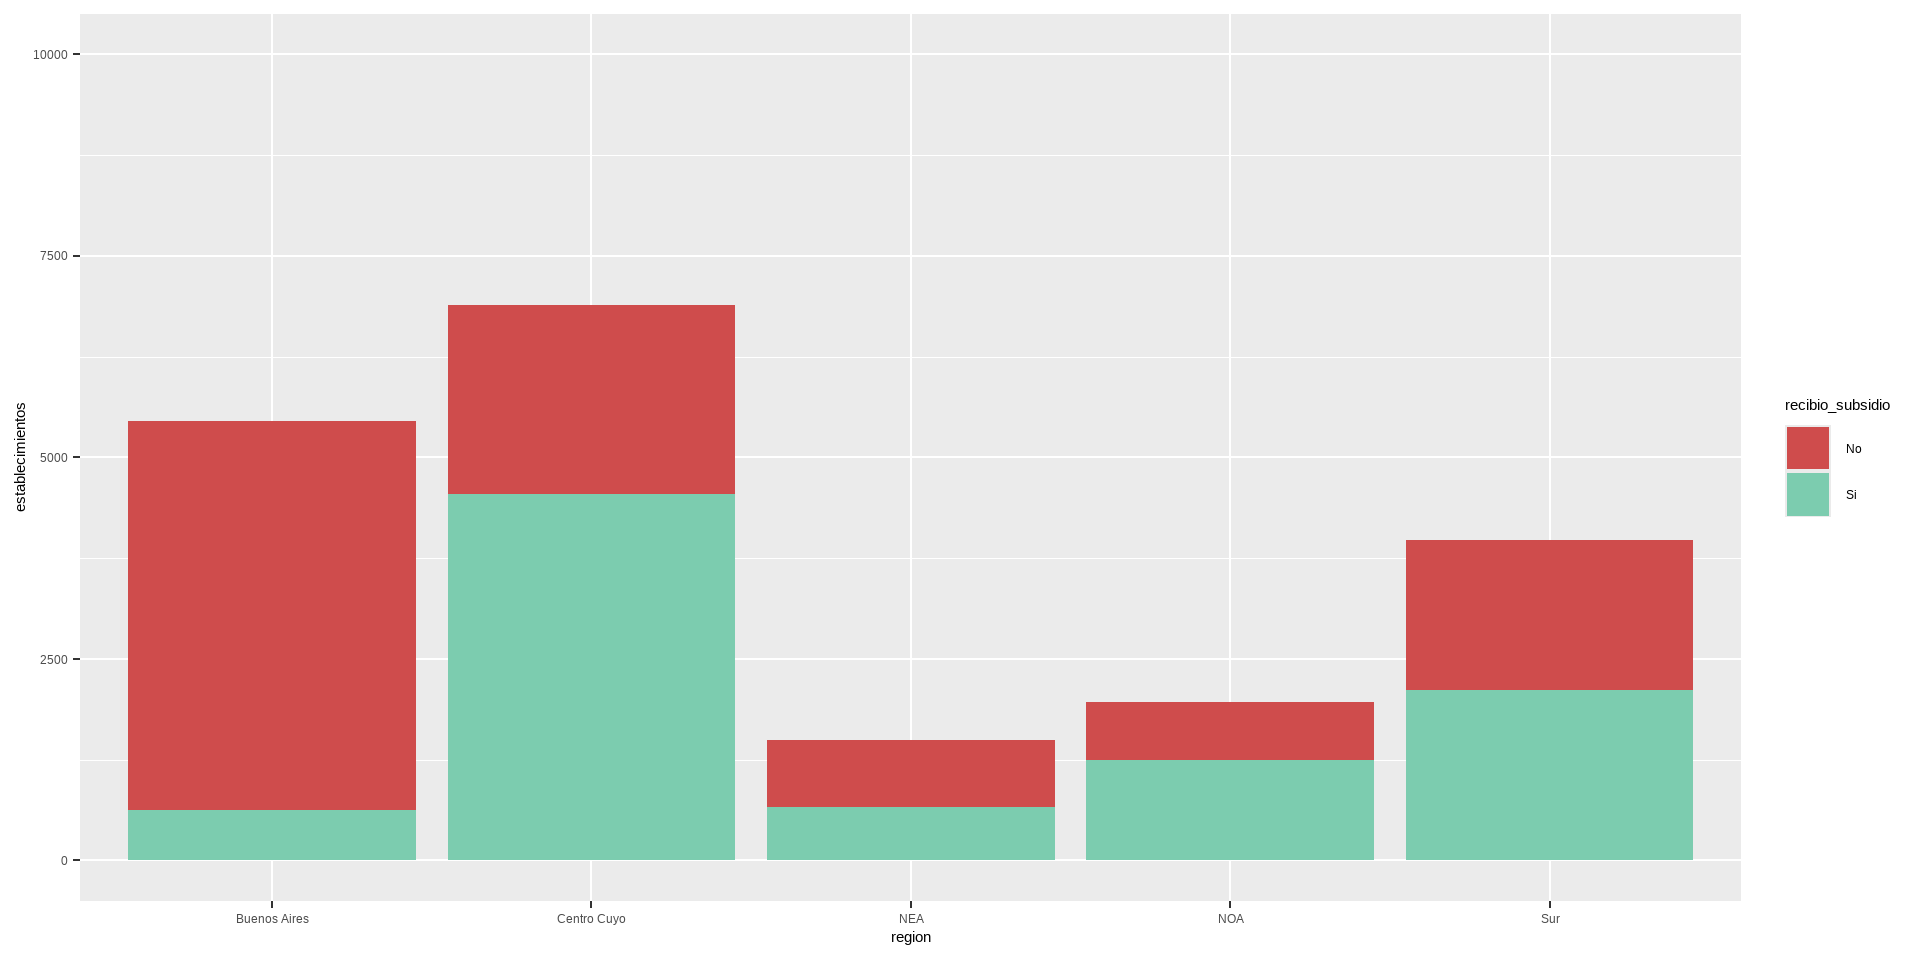 10000
7500
5000
2500
0
establecimientos
Buenos Aires
Centro Cuyo
NEA
NOA
Sur
region
recibio_subsidio
No
Si